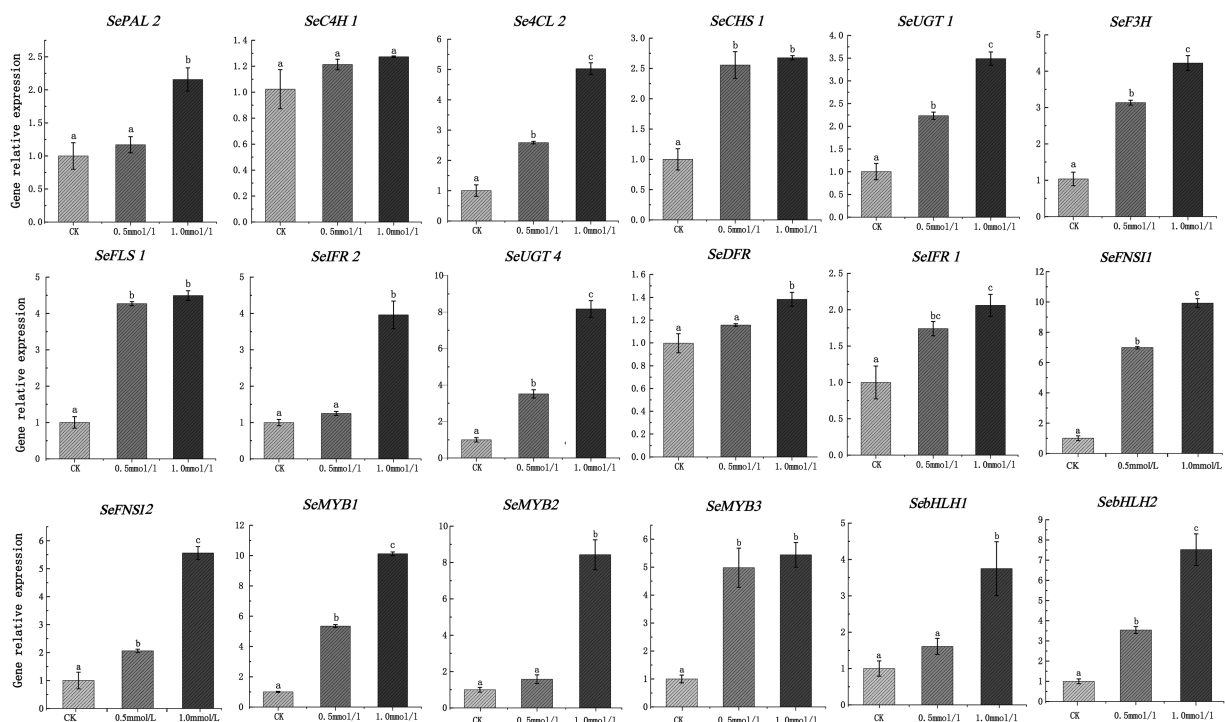 SePAL 2 SeC4H 1 Se4CL 2 SeCHS 1 SeUGT 1 SeF3H
Gene relative expression
2.5 2.0 1.5 1.0 0.5 0.0
a a b
CK 0.5mmol/l 1.0mmol/l
1.4 1.2 1.0 0.8 0.6 0.4 0.2 0.0
a a a
CK 0.5mmol/l 1.0mmol/l
6 5 4 3 2 1 0
a b c
CK 0.5mmol/l 1.0mmol/l
3.0 2.5 2.0 1.5 1.0 0.5 0.0
a b b
CK 0.5mmol/l 1.0mmol/l
4.0 3.5 3.0 2.5 2.0 1.5 1.0 0.5 0.0
a b c
CK 0.5mmol/l 1.0mmol/l
5 4 3 2 1 0
a b c
CK 0.5mmol/l 1.0mmol/l
SeFLS 1 SeIFR 2 SeUGT 4 SeDFR SeIFR 1 SeFNSI1
Gene relative expression
5 4 3 2 1 0
a b b
CK 0.5mmol/l 1.0mmol/l
5 4 3 2 1 0
a a b
CK 0.5mmol/l 1.0mmol/l
10 8 6 4 2 0
a b c
CK 0.5mmol/l 1.0mmol/l
1.6 1.4 1.2 1.0 0.8 0.6 0.4 0.2 0.0
a a b
CK 0.5mmol/l 1.0mmol/l
2.5 2.0 1.5 1.0 0.5 0.0
a bc c
CK 0.5mmol/l 1.0mmol/l
12 10 8 6 4 2 0
a b c
CK 0.5mmol/L 1.0mmol/L
SeFNSI2 SeMYB1 SeMYB2 SeMYB3 SebHLH1 SebHLH2
Gene relative expression
6 5 4 3 2 1 0
a b c
CK 0.5mmol/L 1.0mmol/L
12 10 8 6 4 2 0
a b c
CK 0.5mmol/l 1.0mmol/l
10 9 8 7 6 5 4 3 2 1 0
a a b
CK 0.5mmol/l 1.0mmol/l
6 5 4 3 2 1 0
a b b
CK 0.5mmol/l 1.0mmol/l
5 4 3 2 1 0
a a b
CK 0.5mmol/l 1.0mmol/l
9 8 7 6 5 4 3 2 1 0
a b c
CK 0.5mmol/l 1.0mmol/l